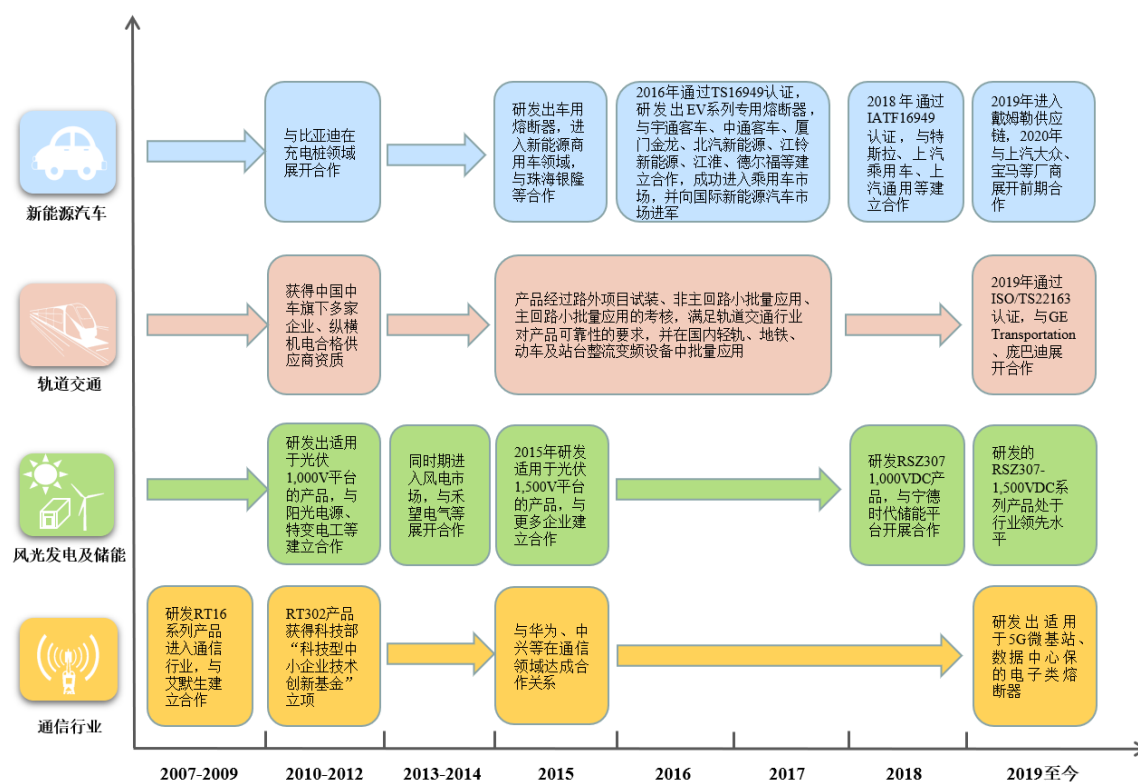 新能源汽车
与比亚迪在
充电桩领域
展开合作
研发出车用
熔断器，进
入新能源商
用车领域，
与珠海银隆
等合作
2016年通过TS16949认证，
研发出EV系列专用熔断器，
与宇通客车、中通客车、厦
门金龙、北汽新能源、江铃
新能源、江淮、德尔福等建
立合作，成功进入乘用车市
场，并向国际新能源汽车市
场进军
2018年通过
IATF16949
认证，与特
斯拉、上汽
乘用车、上
汽通用等建
立合作
2019年进入
戴姆勒供应
链，2020年
与上汽大众、
宝马等厂商
展开前期合
作
轨道交通
获得中国中
车旗下多家
企业、纵横
机电合格供
应商资质
产品经过路外项目试装、非主回路小批量应用、
主回路小批量应用的考核，满足轨道交通行业
对产品可靠性的要求，并在国内轻轨、地铁、
动车及站台整流变频设备中批量应用
2019年通过
ISO/TS22163
认证，与GE
Transportation
、庞巴迪展
开合作
风光发电及储能
研发出适用
于光伏
1,000V平台
的产品，与
阳光电源、
特变电工等
建立合作
同时期进
入风电市
场，与禾
望电气等
展开合作
2015年研发
适用于光伏
1,500V平台
的产品，与
更多企业建
立合作
研发RSZ307
1,000VDC产
品，与宁德
时代储能平
台开展合作
研发的
RSZ307-
1,500VDC系
列产品处于
行业领先水
平
通信行业
研发RT16
系列产品
进入通信
行业，与
艾默生建
立合作
RT302产品
获得科技部
“科技型中
小企业技术
创新基金”
立项
与华为、中
兴等在通信
领域达成合
作关系
研发出适用
于5G微基站、
数据中心保
的电子类熔
断器
2007-2009
2010-2012
2013-2014
2015
2016
2017
2018
2019至今